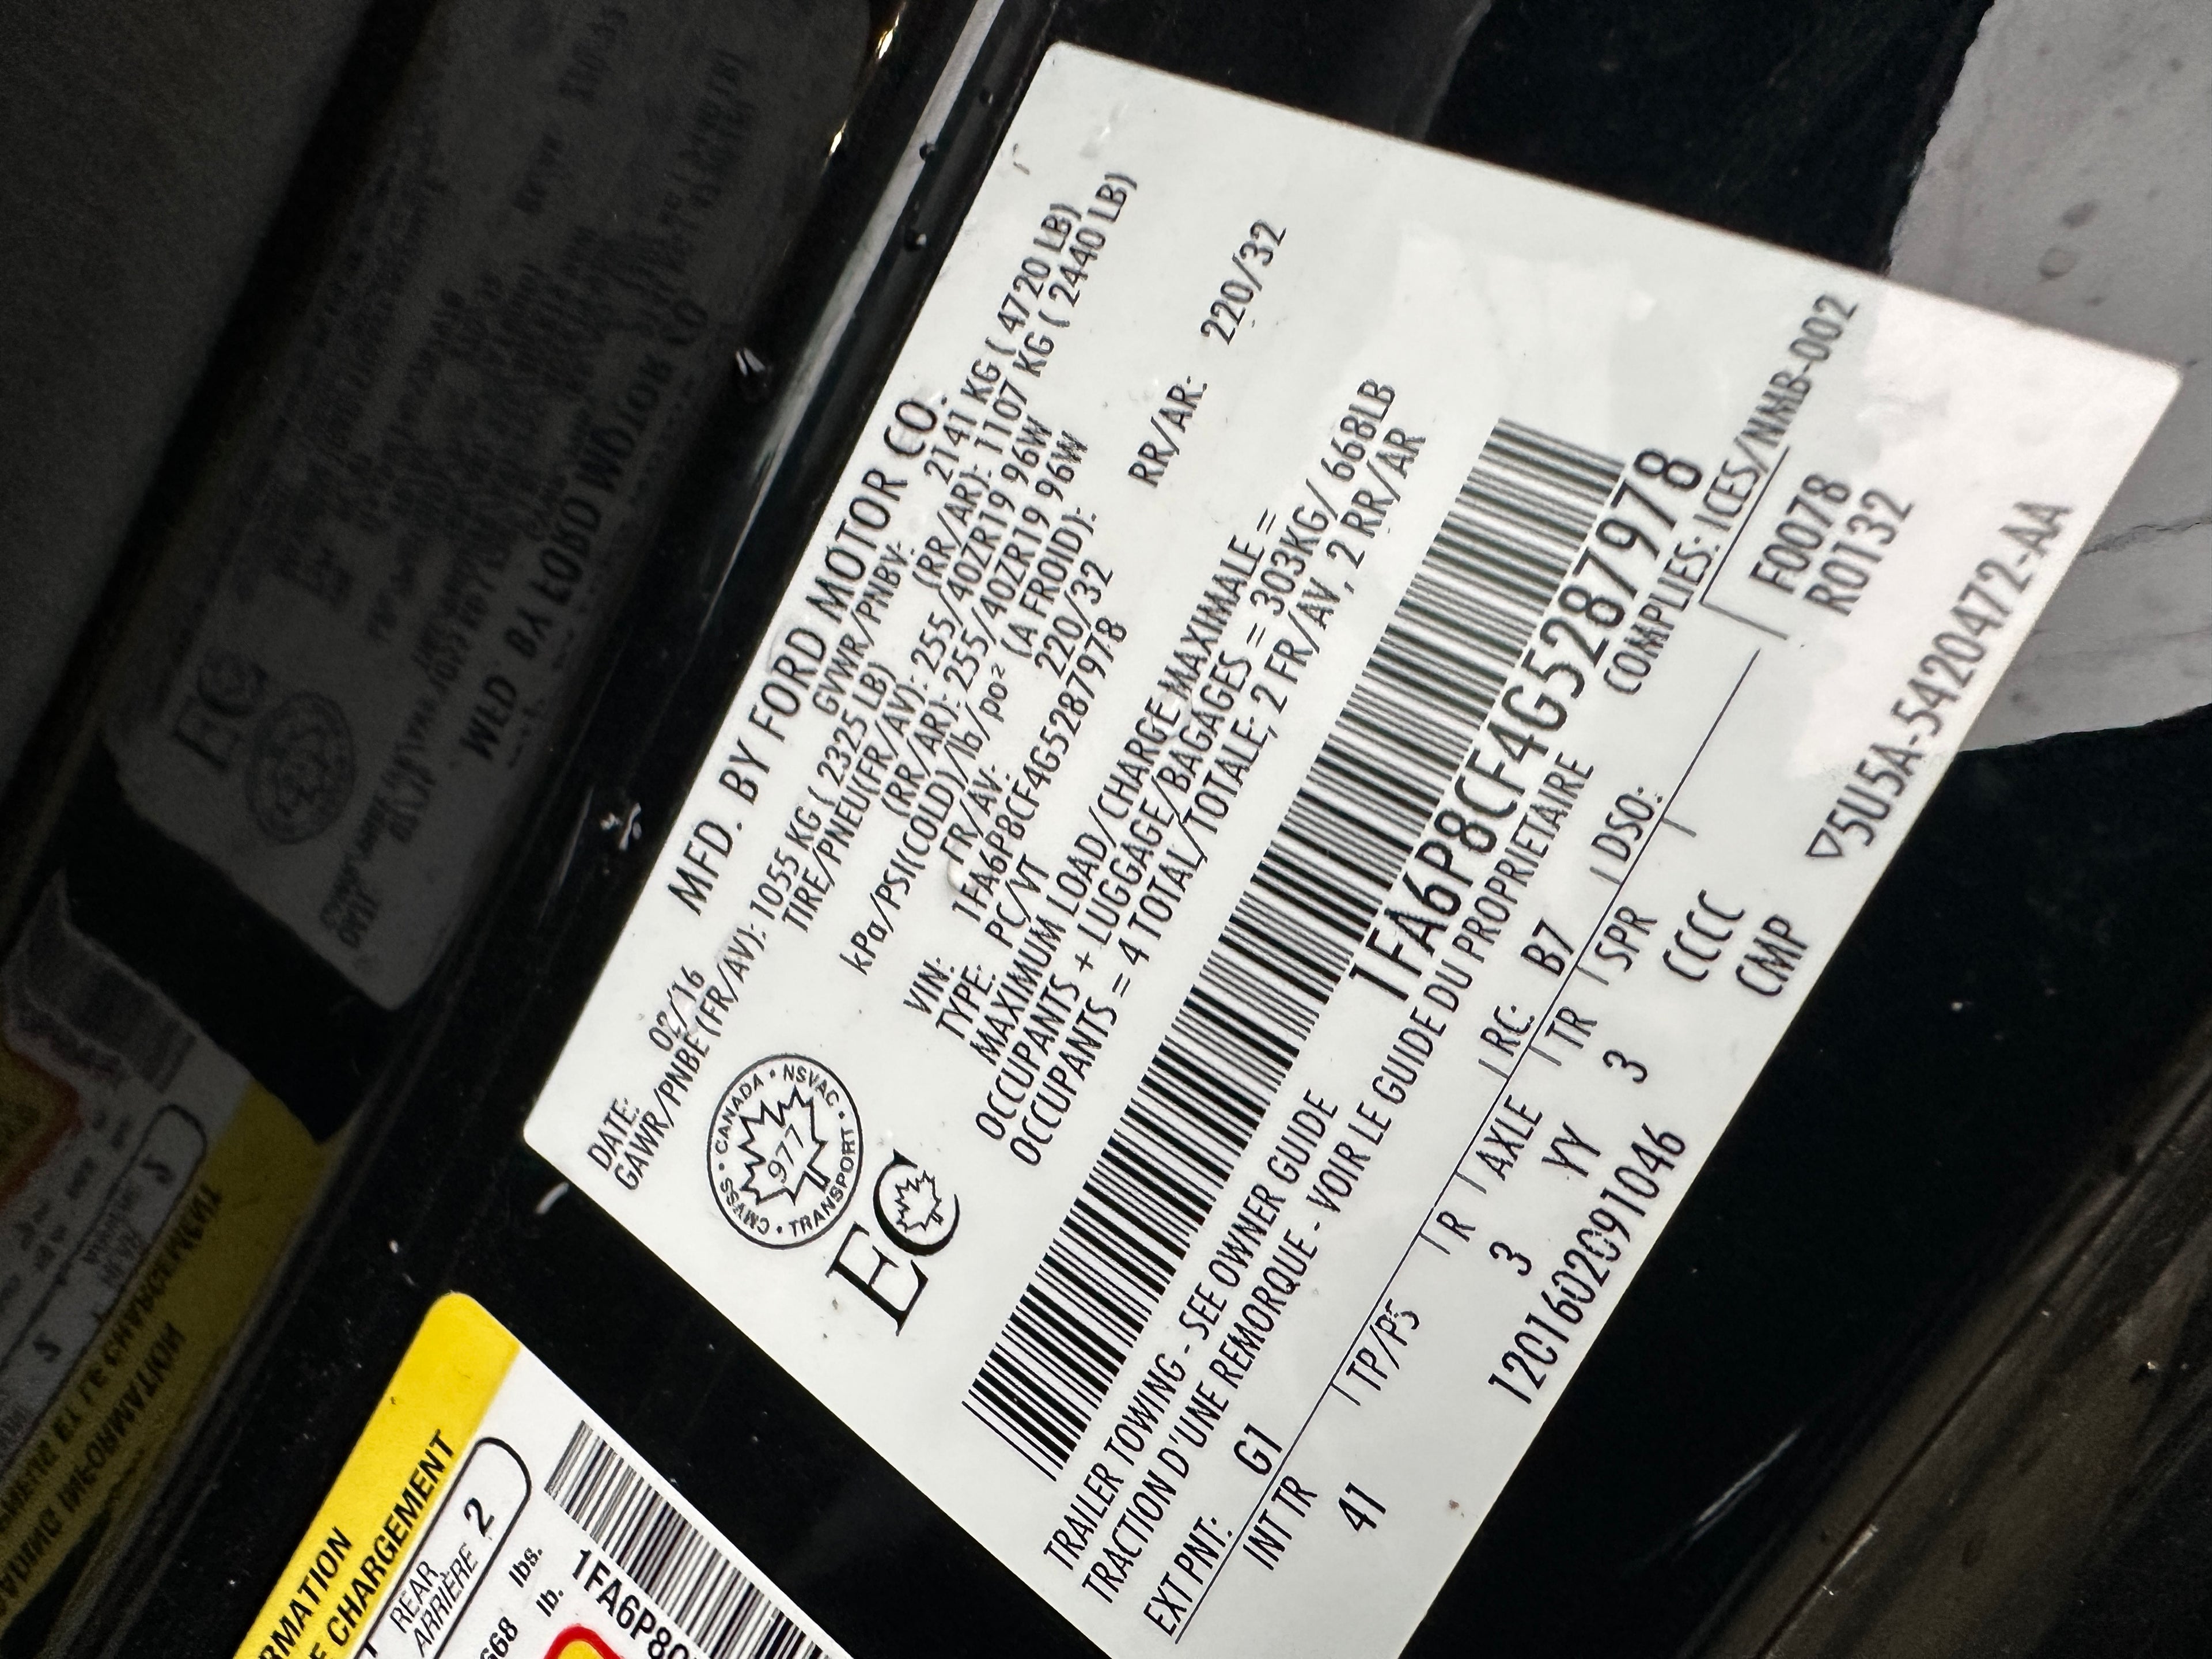 MFD. BY FORD MOTOR CO.
DATE: 02/16 GVWR/PNBV: 2141 KG ( 4720 LB)
GAWR/PNBE (FR/AV): 1055 KG ( 2325 LB) (RR/AR): 1107 KG ( 2440 LB)
TIRE/PNEU(FR/AV): 255/40ZR19 96W
(RR/AR): 255/40ZR19 96W
kPa/PSI(COLD)/lb/po² (A FROID):
FR/AV: 220/32 RR/AR: 220/32
VIN: 1FA6P8CF4G5287978
TYPE: PC/VT
MAXIMUM LOAD/CHARGE MAXIMALE =
OCCUPANTS + LUGGAGE/BAGAGES = 303KG/ 668LB
OCCUPANTS = 4 TOTAL/TOTALE; 2 FR/AV, 2 RR/AR
CANADA • NSVAC • TRANSPORT • CMVSS •
977
EC
1FA6P8CF4G5287978
TRAILER TOWING - SEE OWNER GUIDE COMPLIES: ICES/NMB-002
TRACTION D'UNE REMORQUE - VOIR LE GUIDE DU PROPRIETAIRE
EXT PNT: G1 RC: B7 DSO: F0078
INT TR TP/PS R AXLE TR SPR R0132
41 3 YY 3 CCCC
1201602091046 CMP ▽5U5A-5420472-AA
RMATION
E CHARGEMENT
REAR
ARRIÈRE 2
668 lbs.
lb.
1FA6P8C